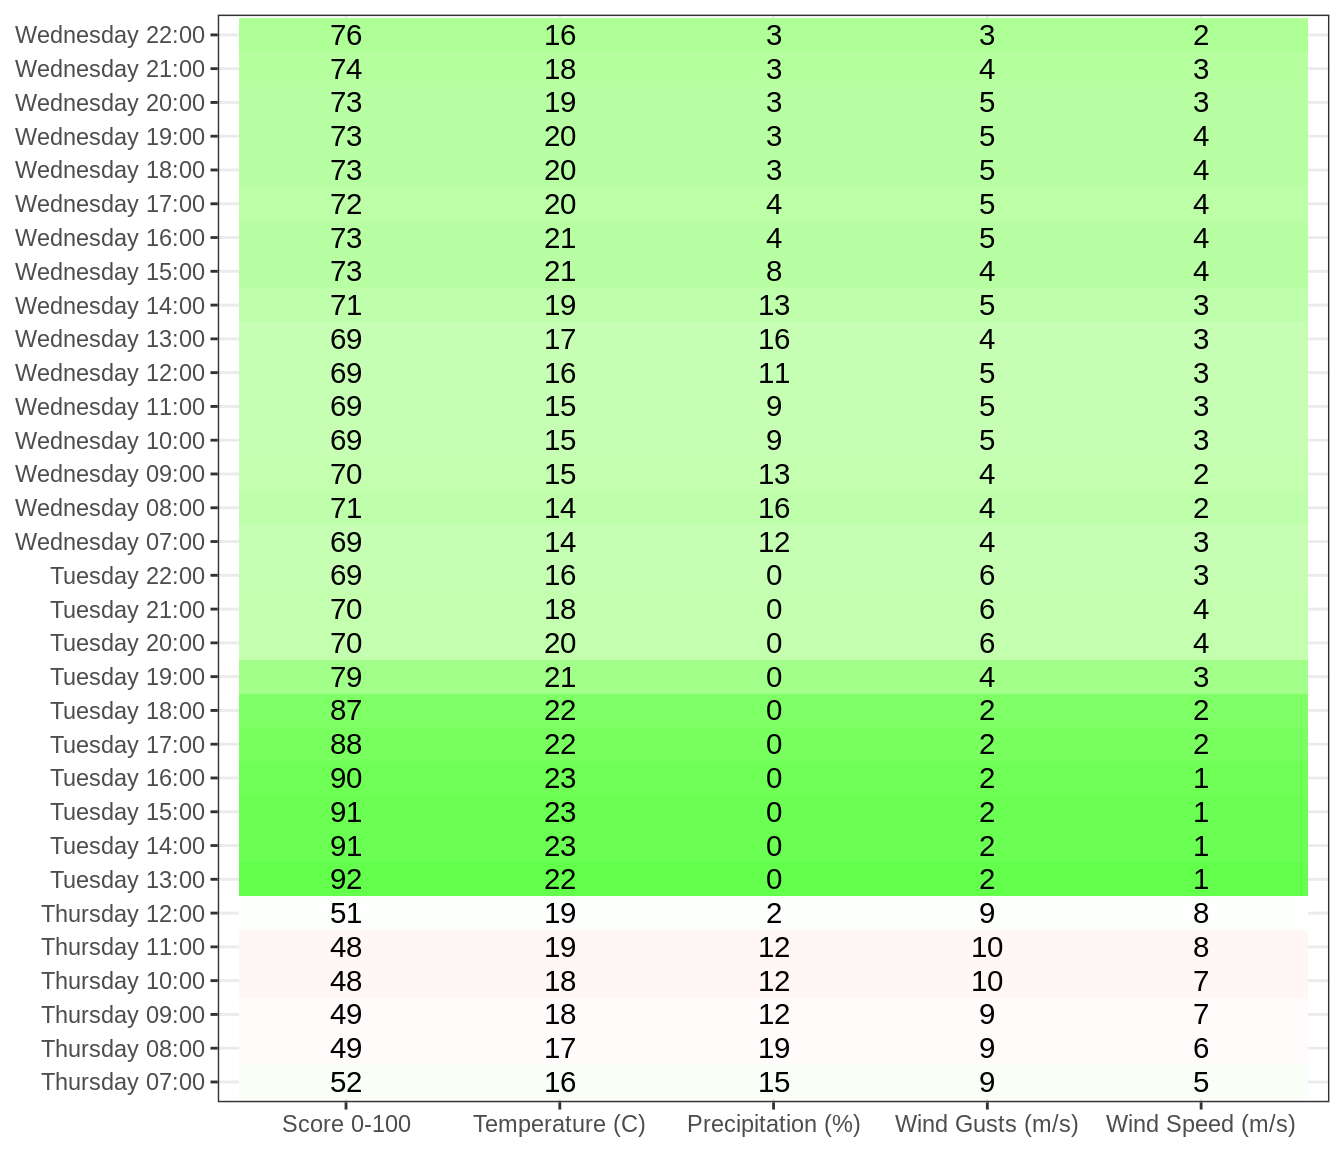 Wednesday 22:00 76 16 3 3 2
Wednesday 21:00 74 18 3 4 3
Wednesday 20:00 73 19 3 5 3
Wednesday 19:00 73 20 3 5 4
Wednesday 18:00 73 20 3 5 4
Wednesday 17:00 72 20 4 5 4
Wednesday 16:00 73 21 4 5 4
Wednesday 15:00 73 21 8 4 4
Wednesday 14:00 71 19 13 5 3
Wednesday 13:00 69 17 16 4 3
Wednesday 12:00 69 16 11 5 3
Wednesday 11:00 69 15 9 5 3
Wednesday 10:00 69 15 9 5 3
Wednesday 09:00 70 15 13 4 2
Wednesday 08:00 71 14 16 4 2
Wednesday 07:00 69 14 12 4 3
Tuesday 22:00 69 16 0 6 3
Tuesday 21:00 70 18 0 6 4
Tuesday 20:00 70 20 0 6 4
Tuesday 19:00 79 21 0 4 3
Tuesday 18:00 87 22 0 2 2
Tuesday 17:00 88 22 0 2 2
Tuesday 16:00 90 23 0 2 1
Tuesday 15:00 91 23 0 2 1
Tuesday 14:00 91 23 0 2 1
Tuesday 13:00 92 22 0 2 1
Thursday 12:00 51 19 2 9 8
Thursday 11:00 48 19 12 10 8
Thursday 10:00 48 18 12 10 7
Thursday 09:00 49 18 12 9 7
Thursday 08:00 49 17 19 9 6
Thursday 07:00 52 16 15 9 5
Score 0-100 Temperature (C) Precipitation (%) Wind Gusts (m/s) Wind Speed (m/s)